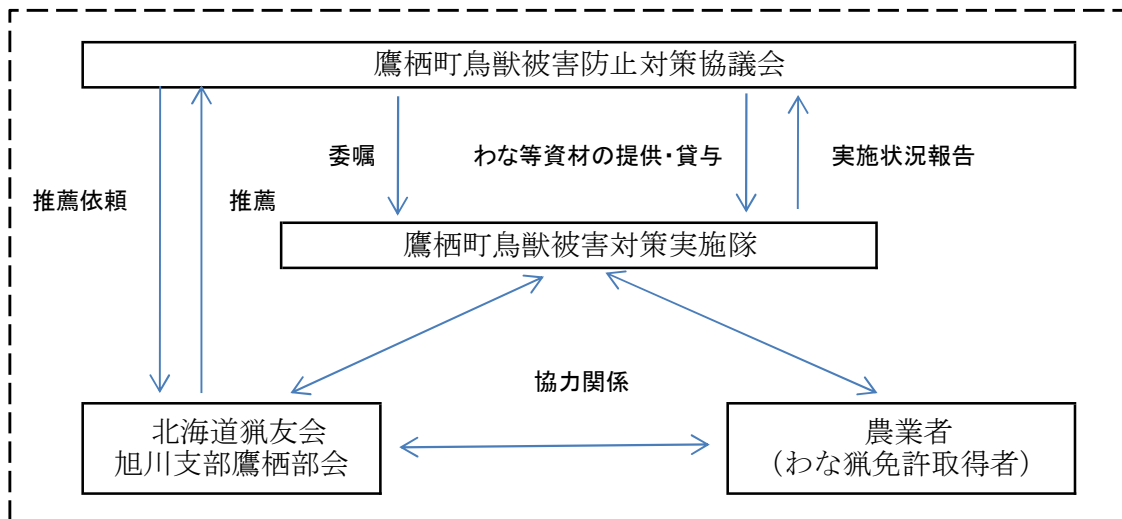 鷹栖町鳥獣被害防止対策協議会
委嘱
わな等資材の提供・貸与
実施状況報告
推薦依頼
推薦
鷹栖町鳥獣被害対策実施隊
協力関係
北海道猟友会
旭川支部鷹栖部会
農業者
（わな猟免許取得者）